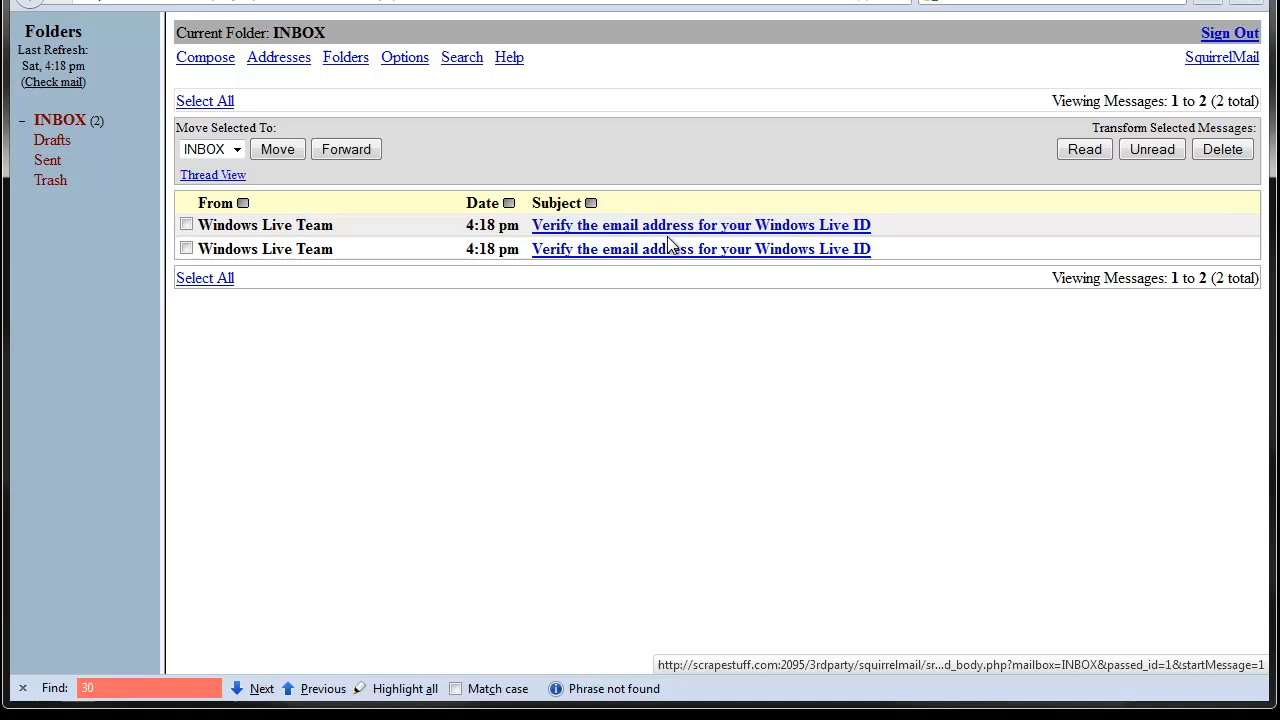 Folders
Last Refresh:
Sat, 4:18 pm
(Check mail)
– INBOX (2)
Drafts
Sent
Trash
Current Folder: INBOX Sign Out
Compose Addresses Folders Options Search Help SquirrelMail
Select All Viewing Messages: 1 to 2 (2 total)
Move Selected To: Transform Selected Messages:
INBOX Move Forward Read Unread Delete
Thread View
From Date Subject
Windows Live Team 4:18 pm Verify the email address for your Windows Live ID
Windows Live Team 4:18 pm Verify the email address for your Windows Live ID
Select All Viewing Messages: 1 to 2 (2 total)
http://scrapestuff.com:2095/3rdparty/squirrelmail/sr...d_body.php?mailbox=INBOX&passed_id=1&startMessage=1
Find: 30 Next Previous Highlight all Match case Phrase not found